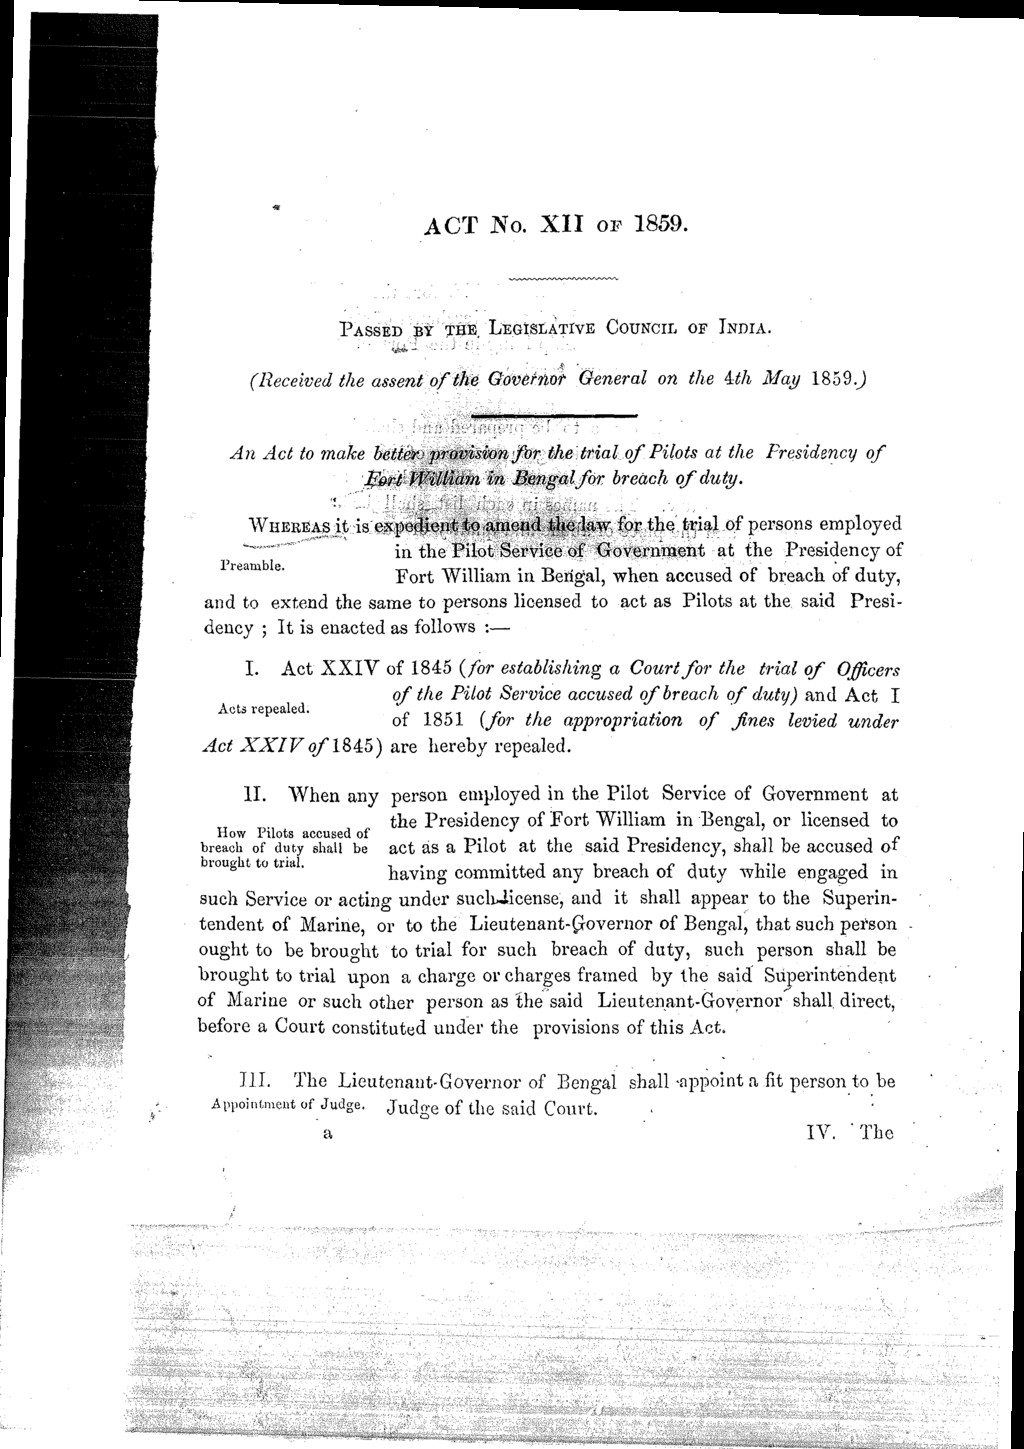 ACT No. XII OF 1859.
PASSED BY THE LEGISLATIVE COUNCIL OF INDIA.
(Received the assent of the Governor General on the 4th May 1859.)
An Act to make better provision for the trial of Pilots at the Presidency of
Fort William in Bengal for breach of duty.
WHEREAS it is expedient to amend the law for the trial of persons employed
Preamble.
in the Pilot Service of Government at the Presidency of
Fort William in Bengal, when accused of breach of duty,
and to extend the same to persons licensed to act as Pilots at the said Presi-
dency ; It is enacted as follows :—
I. Act XXIV of 1845 (for establishing a Court for the trial of Officers
Acts repealed.
of the Pilot Service accused of breach of duty) and Act I
of 1851 (for the appropriation of fines levied under
Act XXIV of 1845) are hereby repealed.
II. When any person employed in the Pilot Service of Government at
How Pilots accused of
breach of duty shall be
brought to trial.
the Presidency of Fort William in Bengal, or licensed to
act as a Pilot at the said Presidency, shall be accused of
having committed any breach of duty while engaged in
such Service or acting under such license, and it shall appear to the Superin-
tendent of Marine, or to the Lieutenant-Governor of Bengal, that such person
ought to be brought to trial for such breach of duty, such person shall be
brought to trial upon a charge or charges framed by the said Superintendent
of Marine or such other person as the said Lieutenant-Governor shall direct,
before a Court constituted under the provisions of this Act.
III. The Lieutenant-Governor of Bengal shall appoint a fit person to be
Appointment of Judge.
Judge of the said Court.
a
IV. The